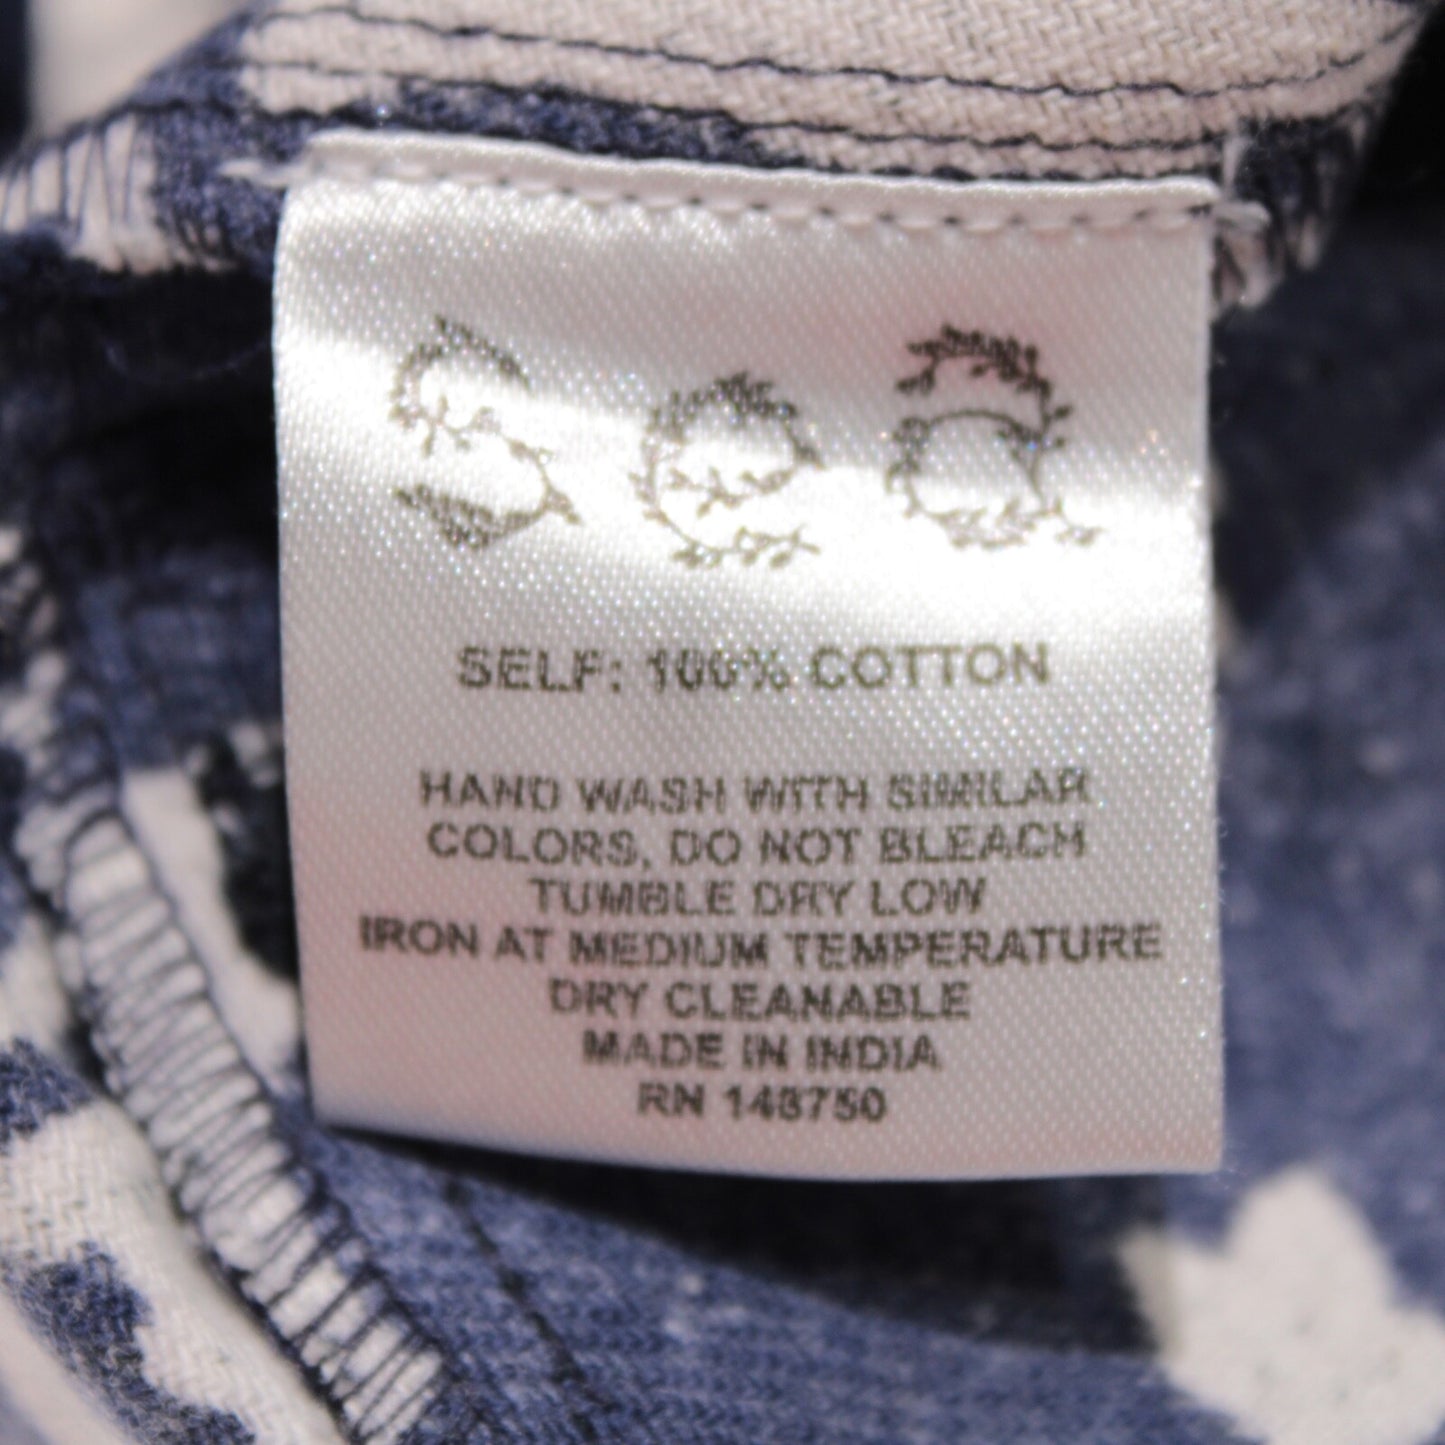 SELF: 100% COTTON
HAND WASH WITH SIMILAR
COLORS, DO NOT BLEACH
TUMBLE DRY LOW
IRON AT MEDIUM TEMPERATURE
DRY CLEANABLE
MADE IN INDIA
RN 148750